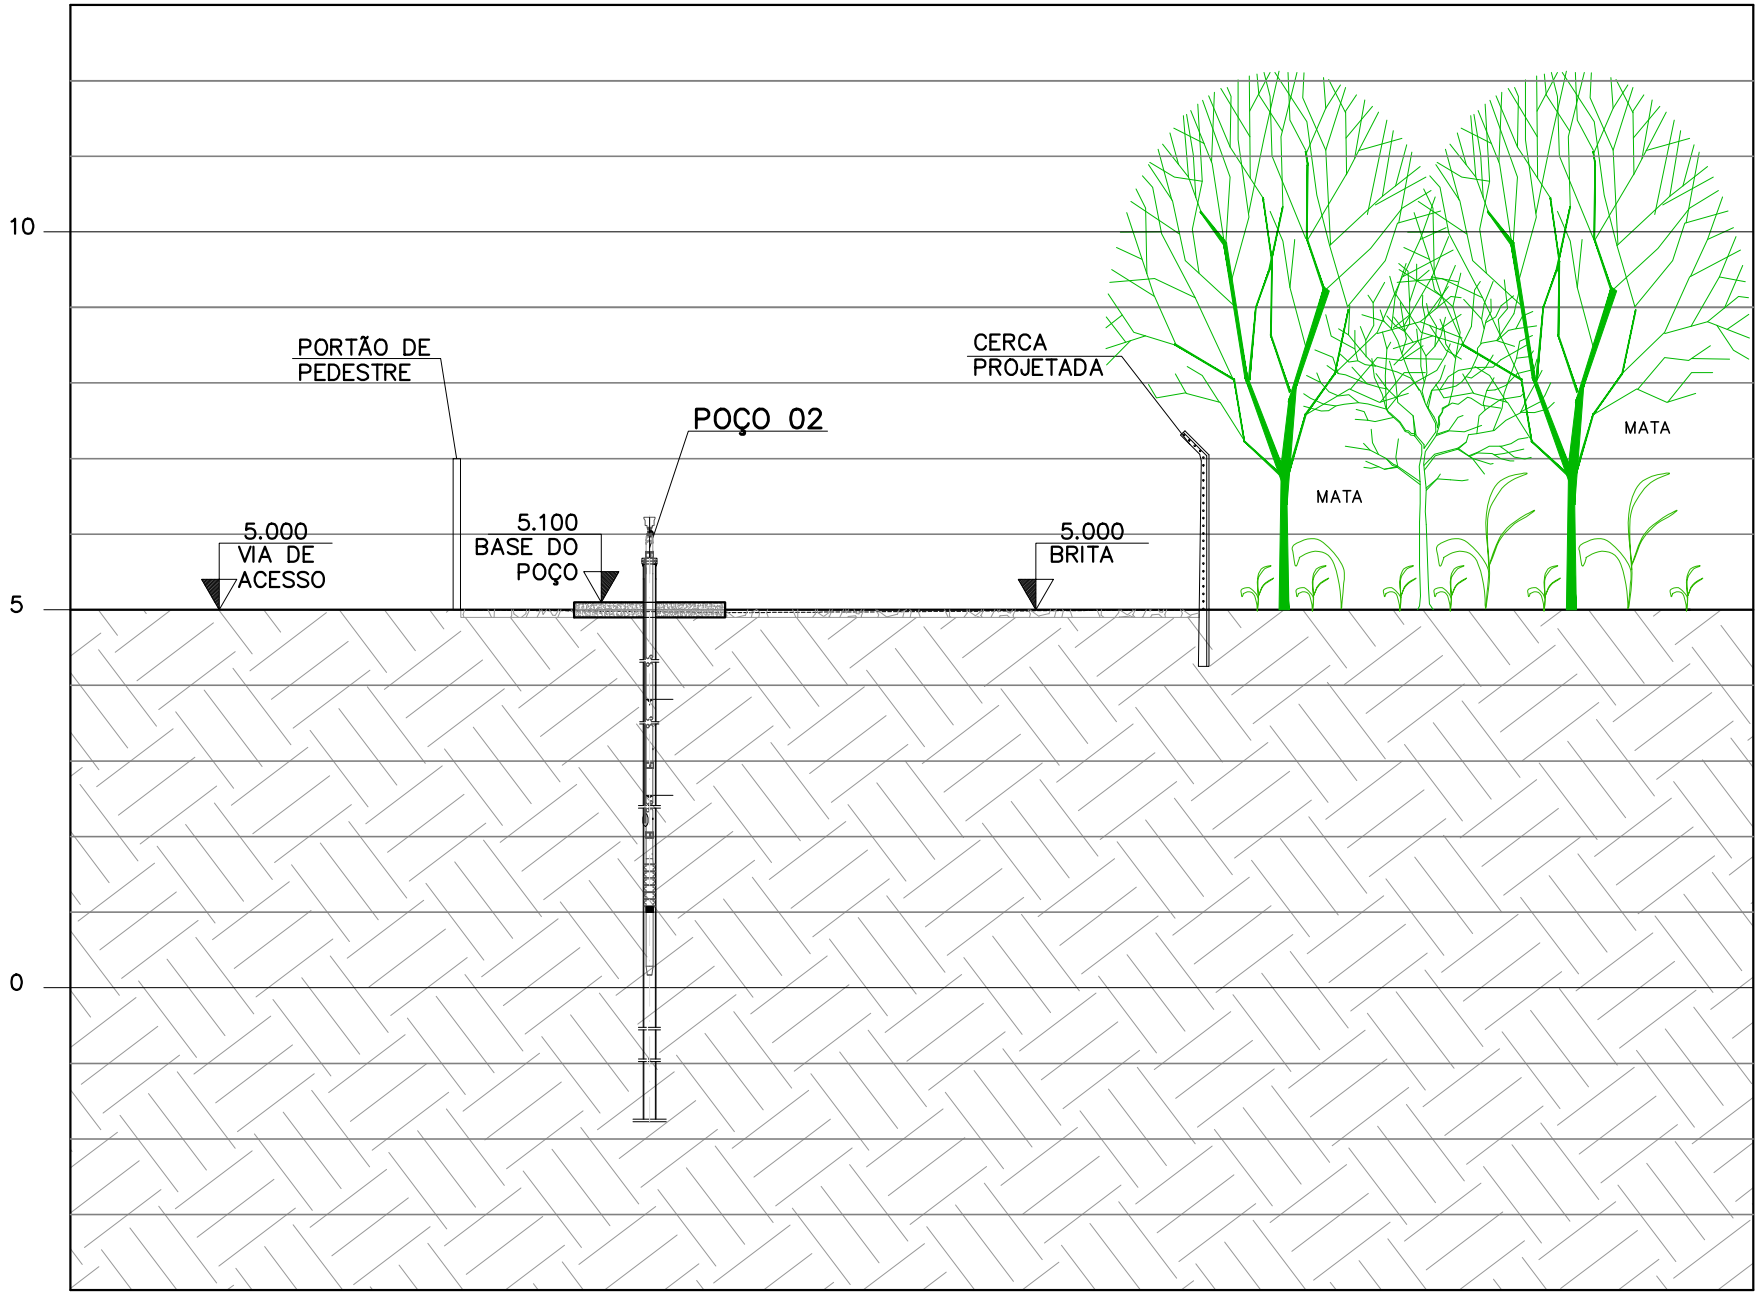 10
PORTÃO DE
PEDESTRE
CERCA
PROJETADA
POÇO 02
MATA
MATA
5.000
VIA DE
ACESSO
5.100
BASE DO
POÇO
5.000
BRITA
5
0